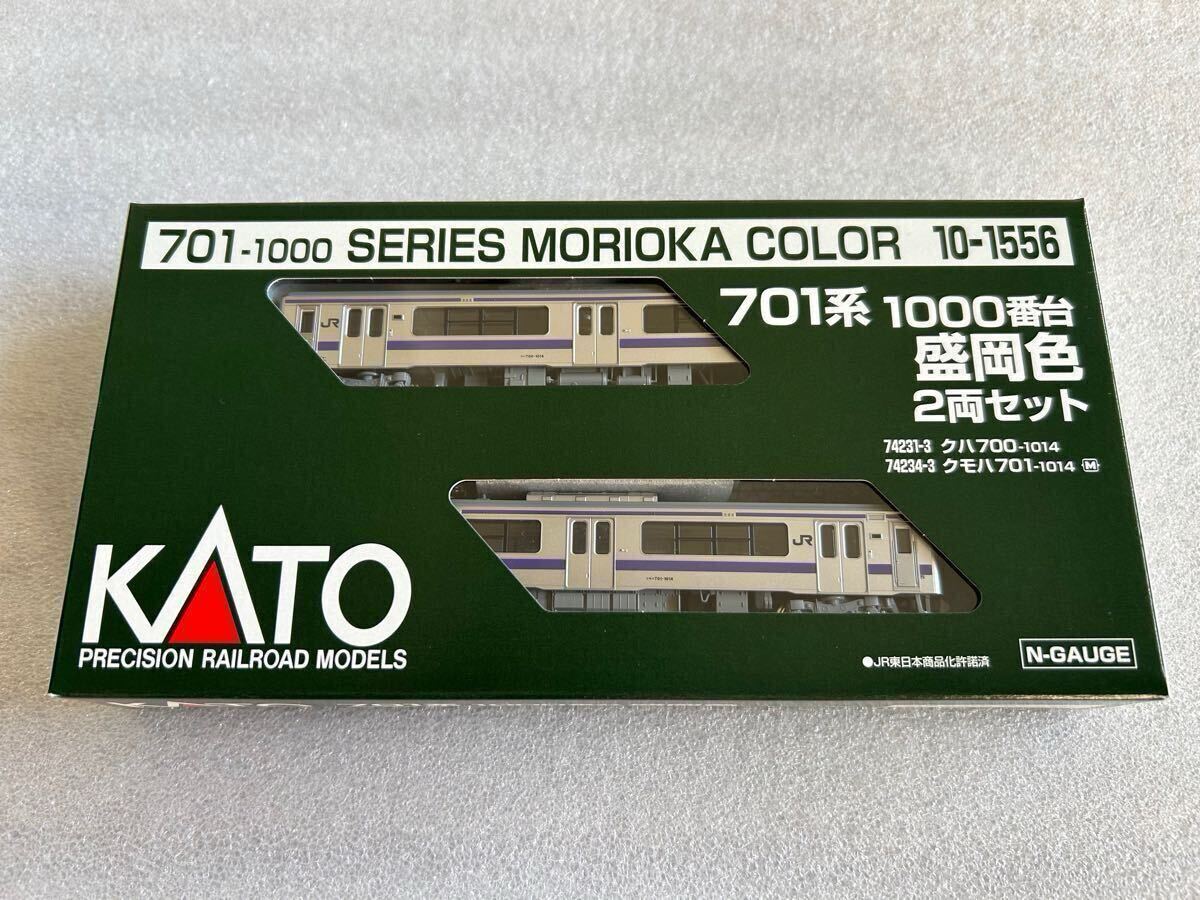 701-1000 SERIES MORIOKA COLOR 10-1556
701系 1000番台
盛岡色
2両セット
74231-3 クハ700-1014
74234-3 クモハ701-1014 M
JR
JR
KATO
PRECISION RAILROAD MODELS
●JR東日本商品化許諾済
N-GAUGE